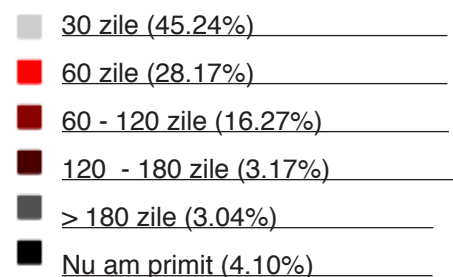 30 zile (45.24%)
60 zile (28.17%)
60 - 120 zile (16.27%)
120  - 180 zile (3.17%)
> 180 zile (3.04%)
Nu am primit (4.10%)